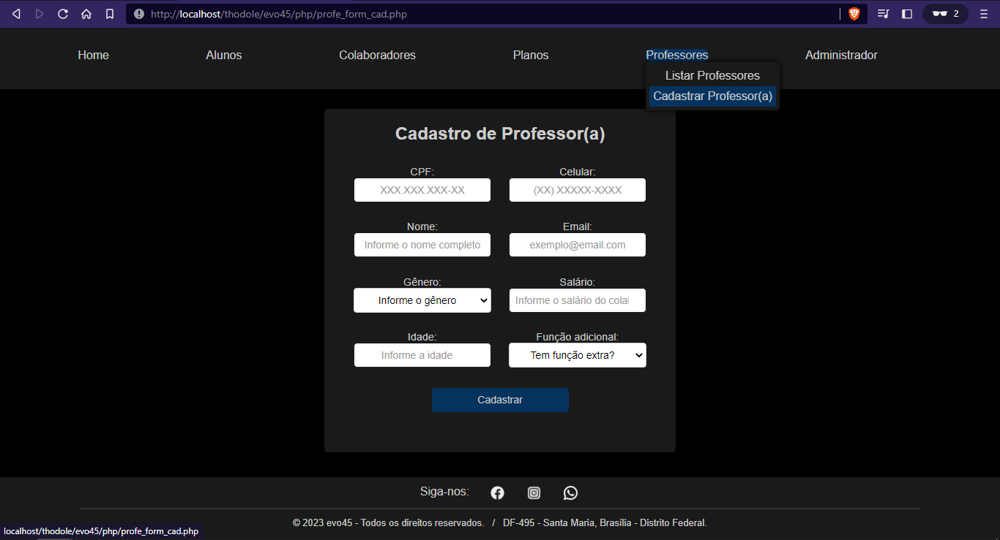 http://localhost/thodole/evo45/php/profe_form_cad.php
2
Home Alunos Colaboradores Planos Professores Administrador
Listar Professores
Cadastrar Professor(a)
Cadastro de Professor(a)
CPF: Celular:
XXX.XXX.XXX-XX (XX) XXXXX-XXXX
Nome: Email:
Informe o nome completo exemplo@email.com
Gênero: Salário:
Informe o gênero Informe o salário do
Idade: Função adicional:
Informe a idade Tem função extra?
Cadastrar
Siga-nos:
© 2023 evo45 - Todos os direitos reservados. / DF-495 - Santa Maria, Brasília - Distrito Federal.
localhost/thodole/evo45/php/profe_form_cad.php